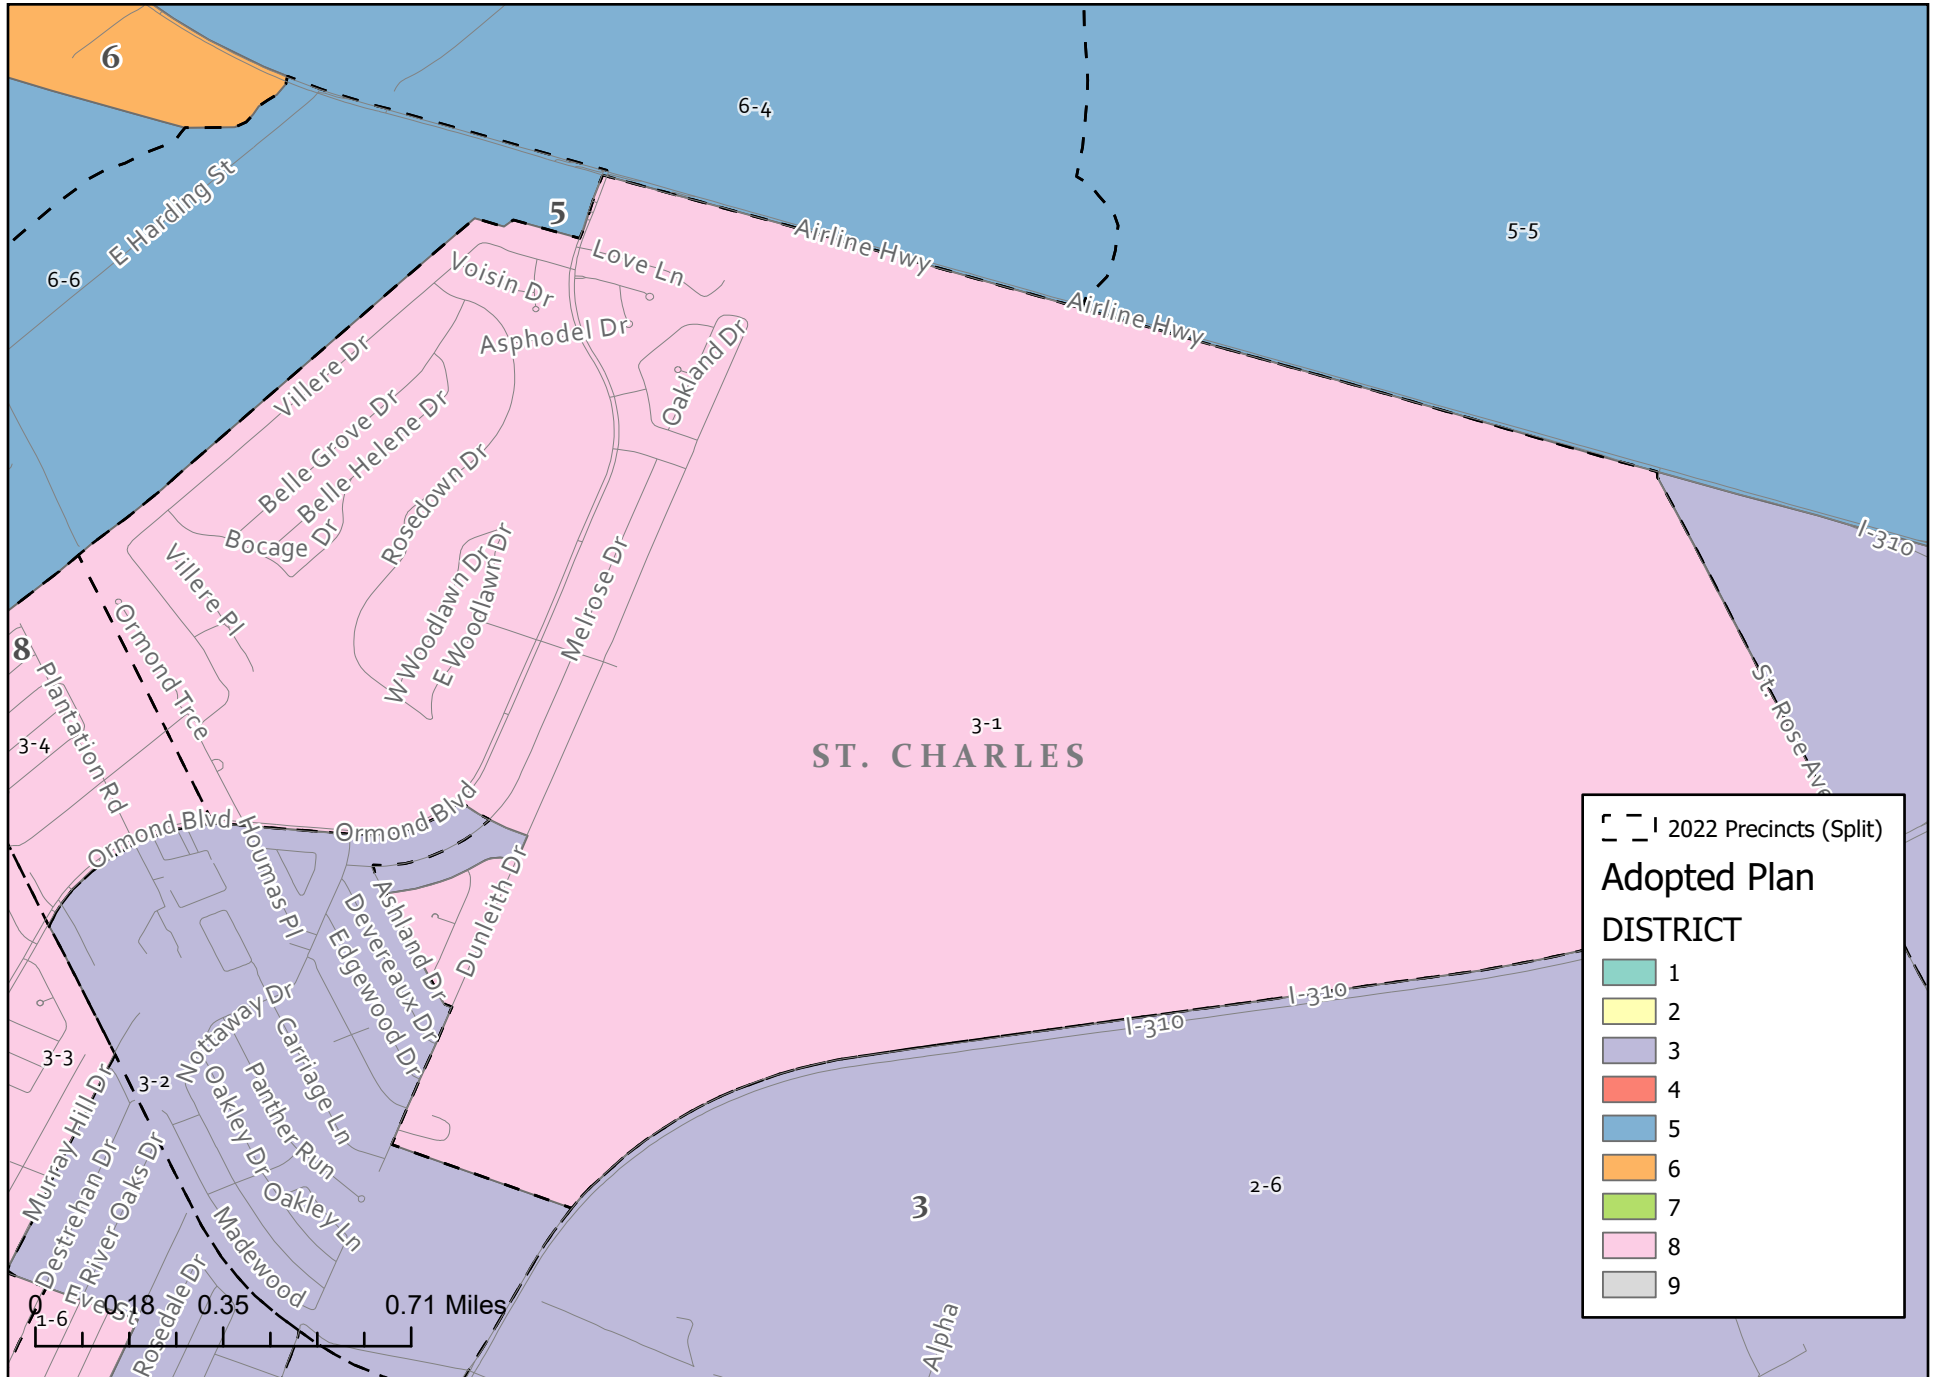 6
6-4
5
5-5
E Harding St
6-6
Airline Hwy
Love Ln
Voisin Dr
Airline Hwy
Asphodel Dr
Oakland Dr
Villere Dr
Belle Grove Dr
Belle Helene Dr
Rosedown Dr
Bocage Dr
I-310
Villere Pl
W Woodlawn Dr
E Woodlawn Dr
Melrose Dr
Ormond Trce
8
Plantation Rd
St. Rose Ave
3-4
3-1
ST. CHARLES
Ormond Blvd
Ormond Blvd
Houmas Pl
Ashland Dr
Devereaux Dr
Edgewood Dr
Dunleith Dr
I-310
I-310
Nottaway Dr
Carriage Ln
3-3
3-2
Panther Run
Oakley Dr
Murray Hill Dr
Destrehan Dr
E River Oaks Dr
Oakley Ln
Madewood
3
2-6
Rosedale Dr
Eve St
1-6
Alpha
0 0.18 0.35 0.71 Miles
2022 Precincts (Split)
Adopted Plan
DISTRICT
1
2
3
4
5
6
7
8
9